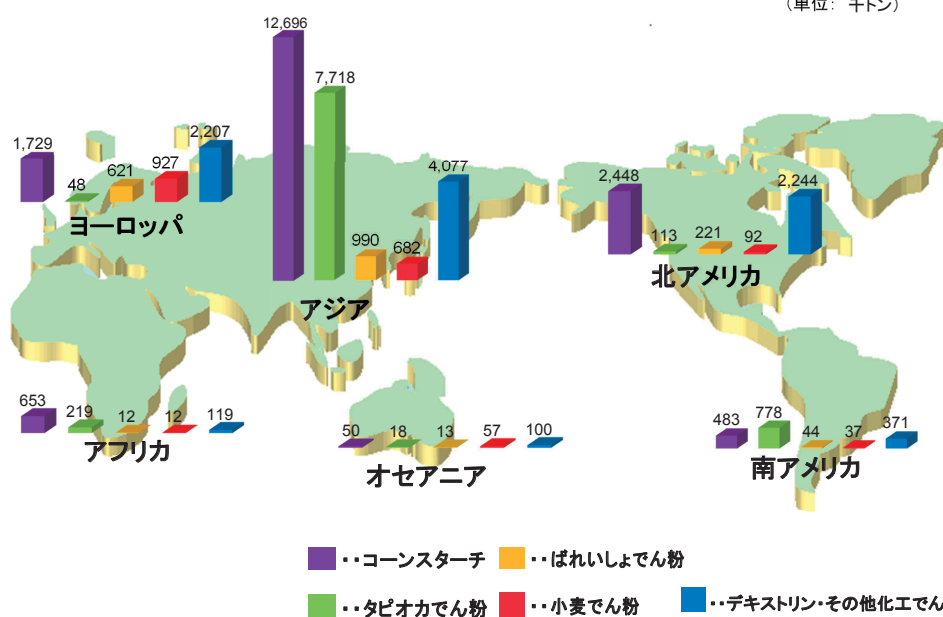 (単位: 千トン)
12,696
7,718
990
682
4,077
アジア
1,729
48
621
927
2,207
ヨーロッパ
2,448
113
221
92
2,244
北アメリカ
653
219
12
12
119
アフリカ
50
18
13
57
100
オセアニア
483
778
44
37
371
南アメリカ
・・コーンスターチ
・・ばれいしょでん粉
・・タピオカでん粉
・・小麦でん粉
・・デキストリン・その他化工でん